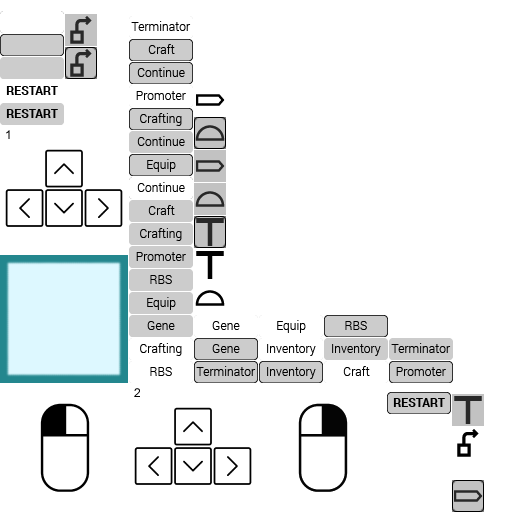 Terminator
Craft
Continue
RESTART
Promoter
RESTART
Crafting
1
Continue
Equip
Continue
Craft
Crafting
Promoter
RBS
Equip
Gene Gene Equip RBS
Crafting Gene Inventory Inventory Terminator
RBS Terminator Inventory Craft Promoter
2
RESTART